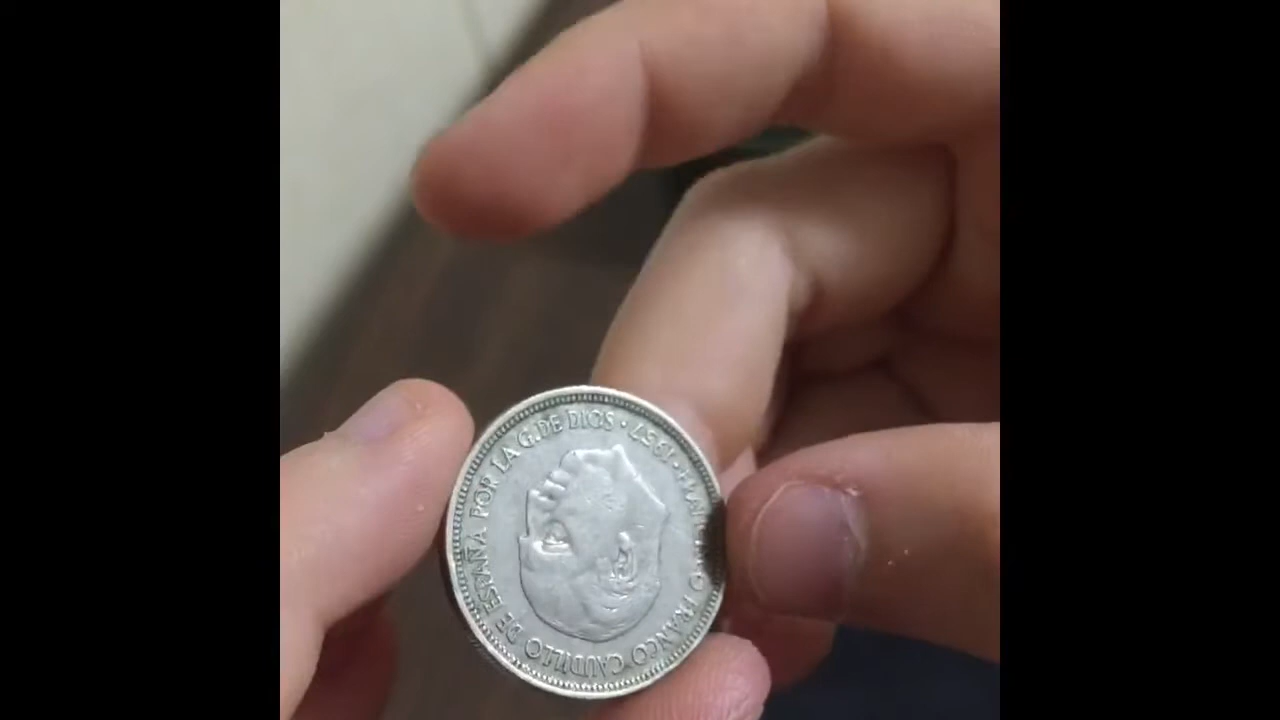 FRANCO CAUDILLO DE ESPAÑA POR LA G. DE DIOS · 1957 ·